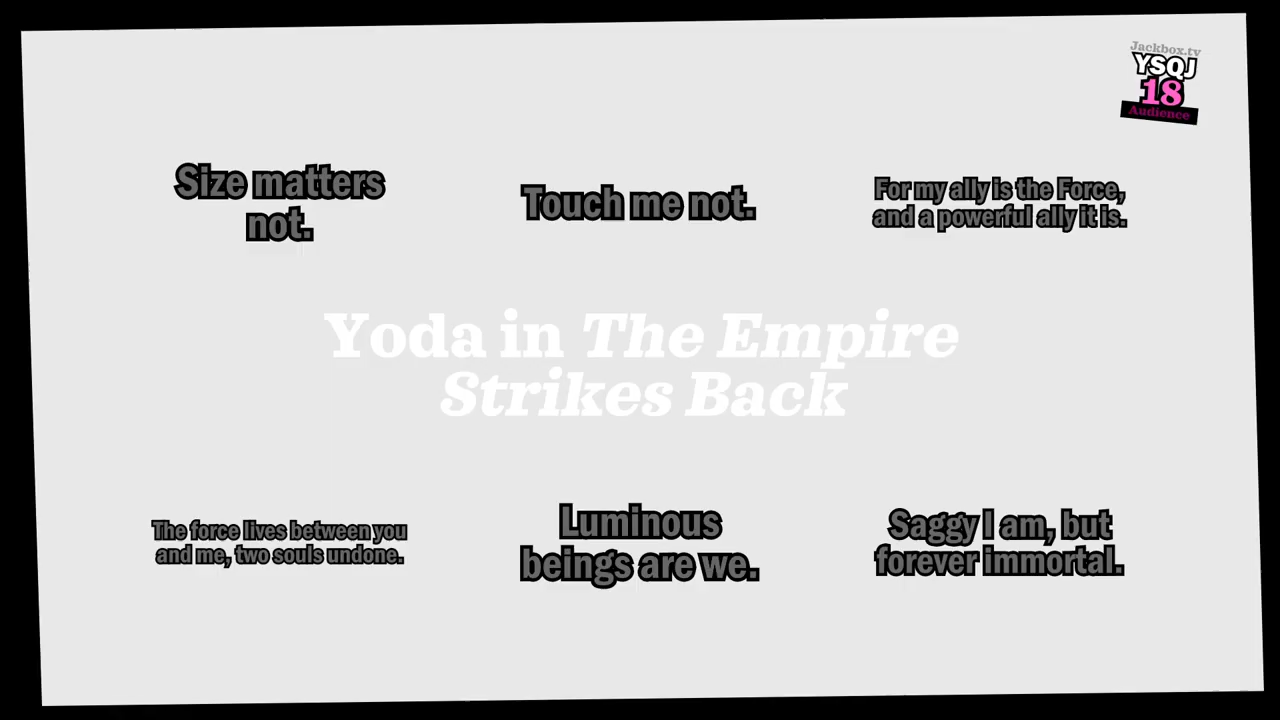 Jackbox.tv
YSQJ
18
Audience
Size matters
not.
Touch me not.
For my ally is the Force,
and a powerful ally it is.
Yoda in The Empire
Strikes Back
The force lives between you
and me, two souls undone.
Luminous
beings are we.
Saggy I am, but
forever immortal.